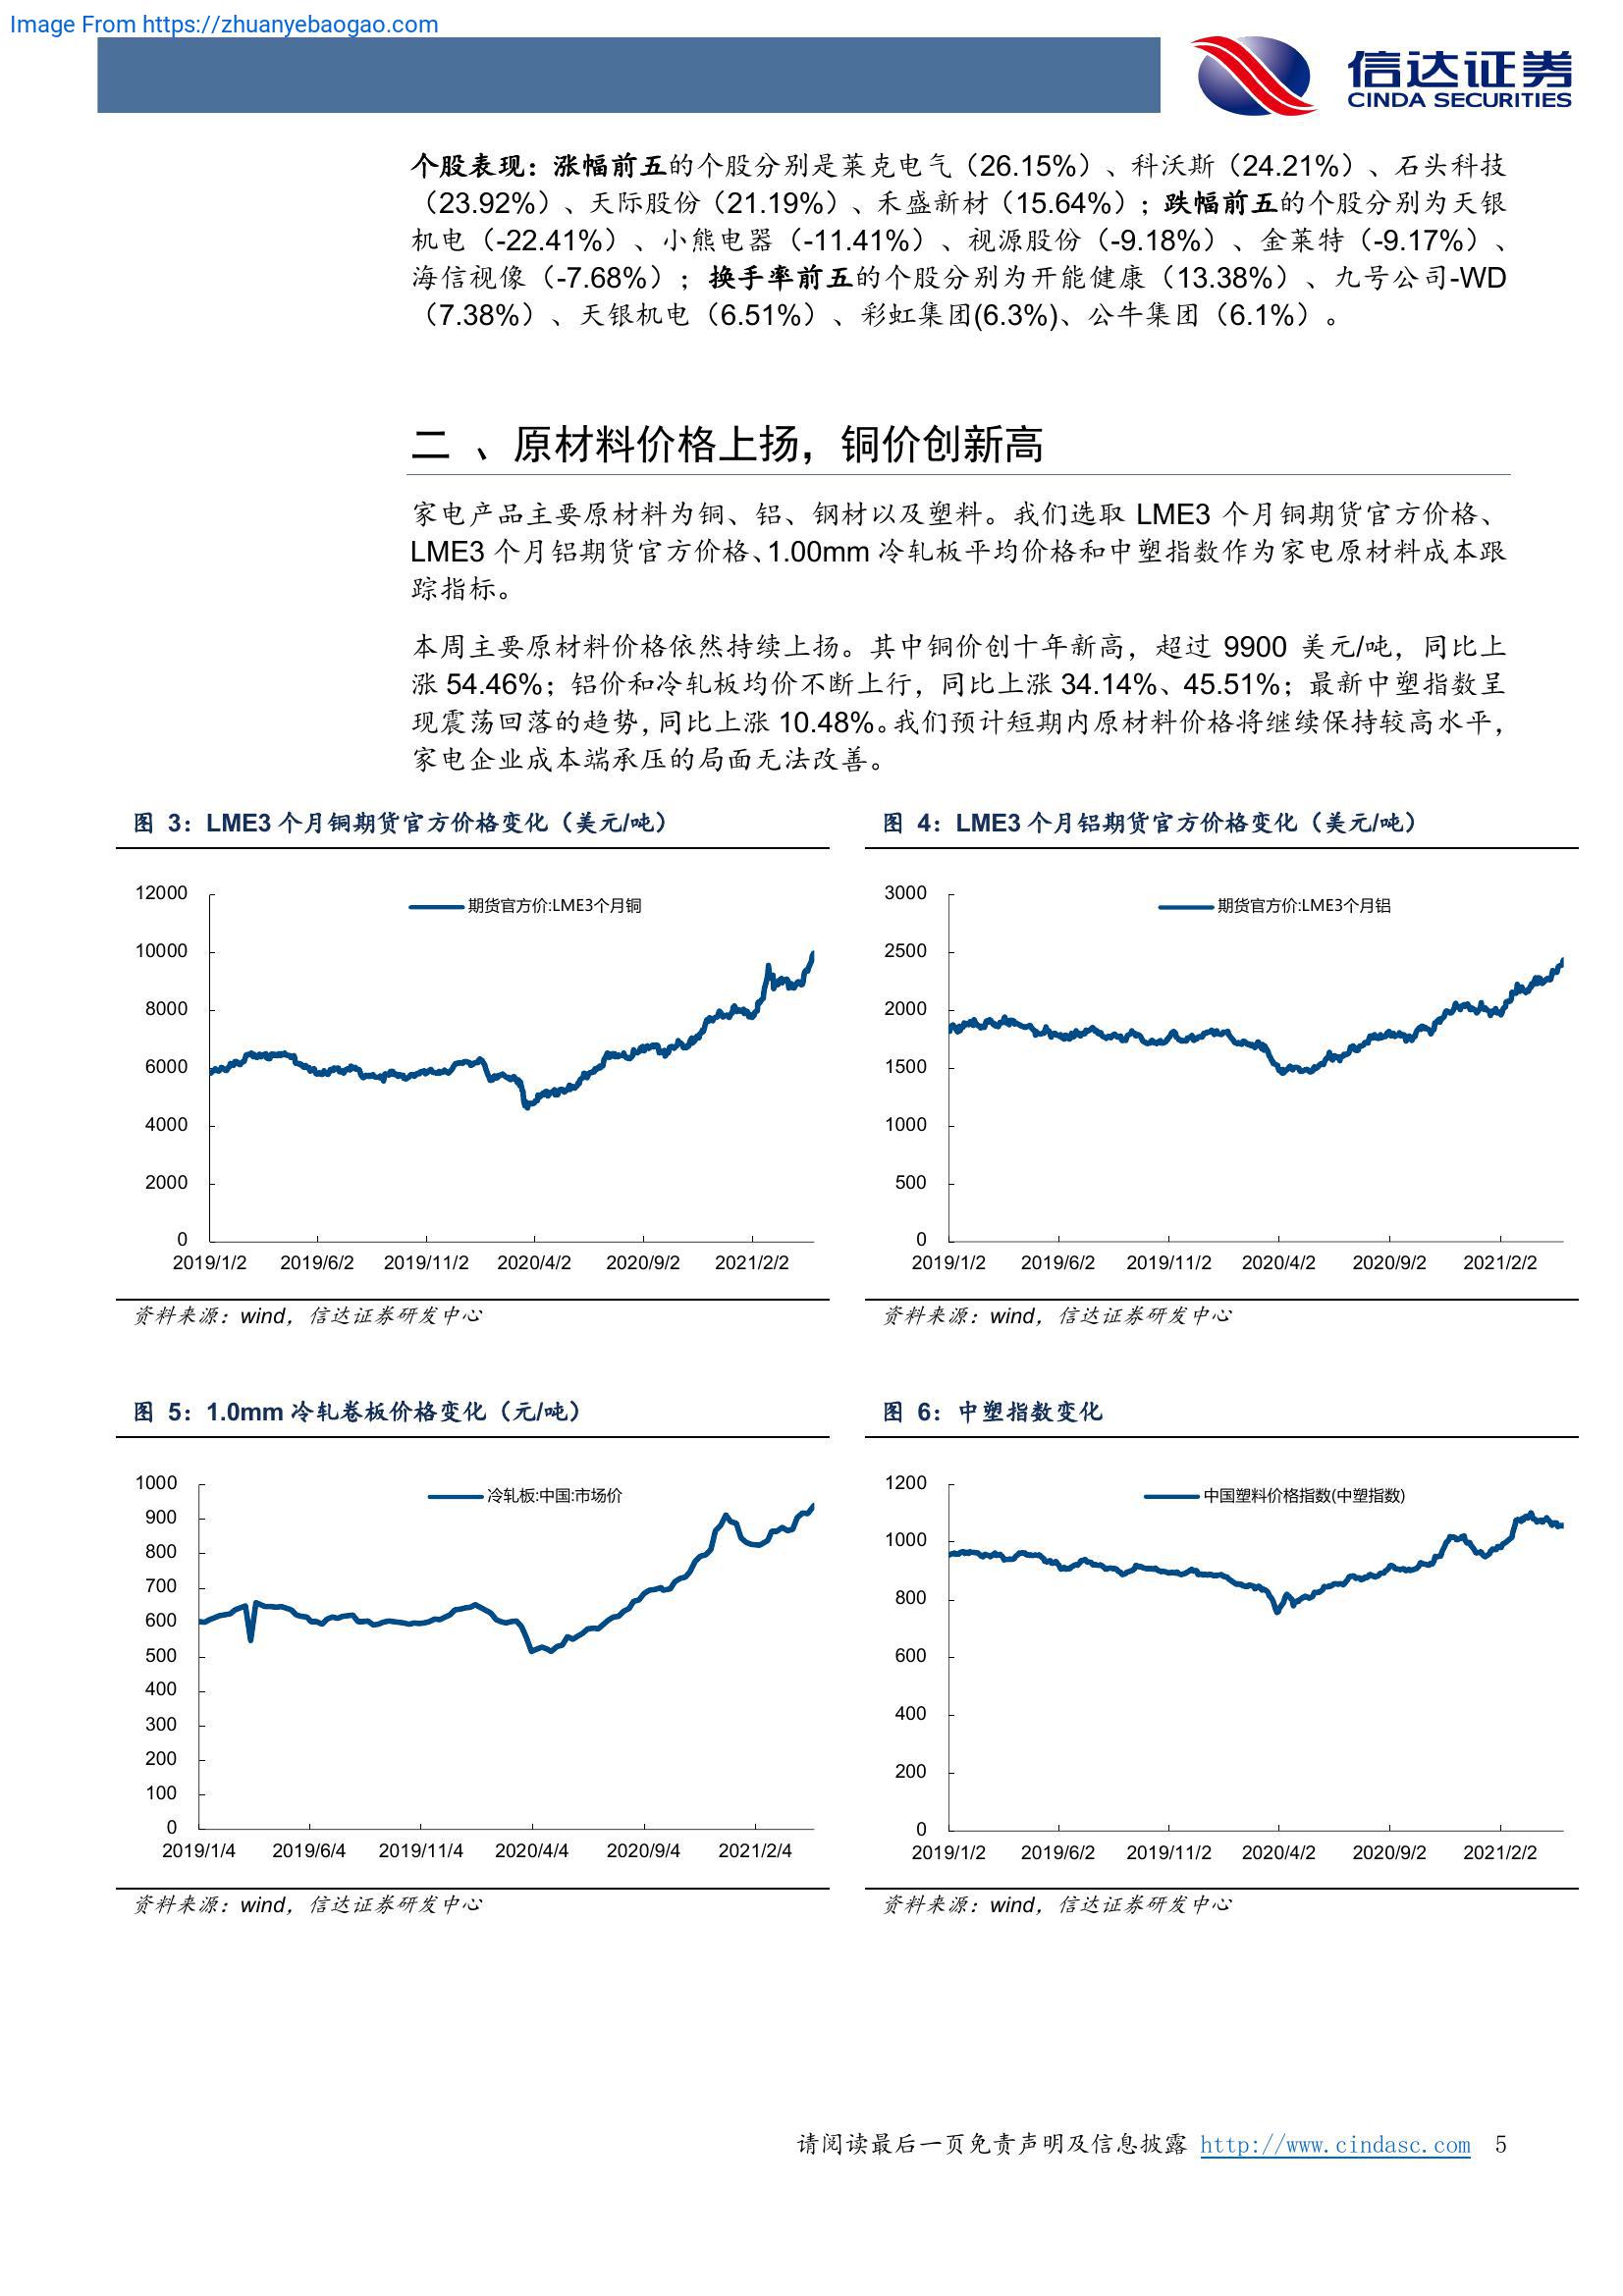 Image From https://zhuanyebaogao.com
信达证券
CINDA SECURITIES
个股表现：涨幅前五的个股分别是莱克电气（26.15%）、科沃斯（24.21%）、石头科技
（23.92%）、天际股份（21.19%）、禾盛新材（15.64%）；跌幅前五的个股分别为天银
机电（-22.41%）、小熊电器（-11.41%）、视源股份（-9.18%）、金莱特（-9.17%）、
海信视像（-7.68%）；换手率前五的个股分别为开能健康（13.38%）、九号公司-WD
（7.38%）、天银机电（6.51%）、彩虹集团(6.3%)、公牛集团（6.1%）。
二 、原材料价格上扬，铜价创新高
家电产品主要原材料为铜、铝、钢材以及塑料。我们选取 LME3 个月铜期货官方价格、
LME3 个月铝期货官方价格、1.00mm 冷轧板平均价格和中塑指数作为家电原材料成本跟
踪指标。
本周主要原材料价格依然持续上扬。其中铜价创十年新高，超过 9900 美元/吨，同比上
涨 54.46%；铝价和冷轧板均价不断上行，同比上涨 34.14%、45.51%；最新中塑指数呈
现震荡回落的趋势，同比上涨 10.48%。我们预计短期内原材料价格将继续保持较高水平，
家电企业成本端承压的局面无法改善。
图 3：LME3 个月铜期货官方价格变化（美元/吨）
12000
期货官方价:LME3个月铜
10000
8000
6000
4000
2000
0
2019/1/2 2019/6/2 2019/11/2 2020/4/2 2020/9/2 2021/2/2
资料来源：wind，信达证券研发中心
图 4：LME3 个月铝期货官方价格变化（美元/吨）
3000
期货官方价:LME3个月铝
2500
2000
1500
1000
500
0
2019/1/2 2019/6/2 2019/11/2 2020/4/2 2020/9/2 2021/2/2
资料来源：wind，信达证券研发中心
图 5：1.0mm 冷轧卷板价格变化（元/吨）
1000
冷轧板:中国:市场价
900
800
700
600
500
400
300
200
100
0
2019/1/4 2019/6/4 2019/11/4 2020/4/4 2020/9/4 2021/2/4
资料来源：wind，信达证券研发中心
图 6：中塑指数变化
1200
中国塑料价格指数(中塑指数)
1000
800
600
400
200
0
2019/1/2 2019/6/2 2019/11/2 2020/4/2 2020/9/2 2021/2/2
资料来源：wind，信达证券研发中心
请阅读最后一页免责声明及信息披露 http://www.cindasc.com 5